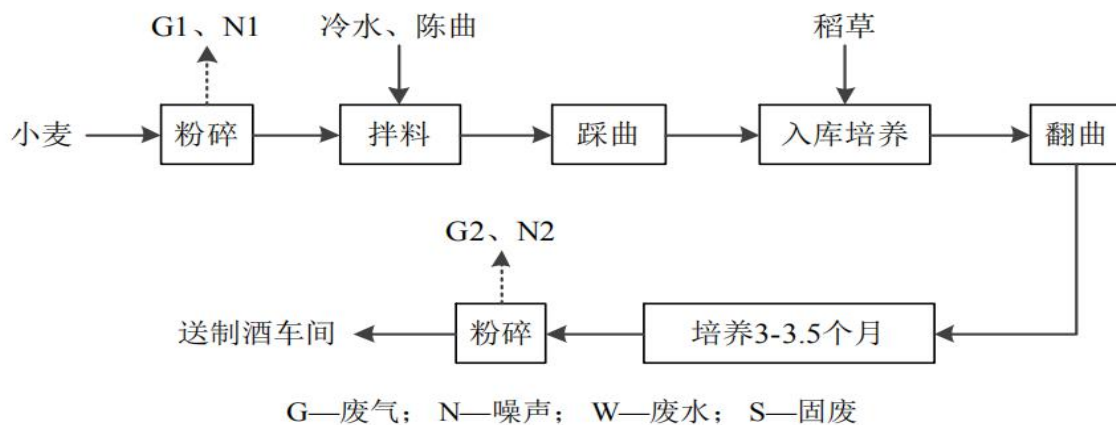 G1、N1 冷水、陈曲 稻草
小麦 粉碎 拌料 踩曲 入库培养 翻曲
G2、N2
送制酒车间 粉碎 培养3-3.5个月
G—废气； N—噪声； W—废水； S—固废